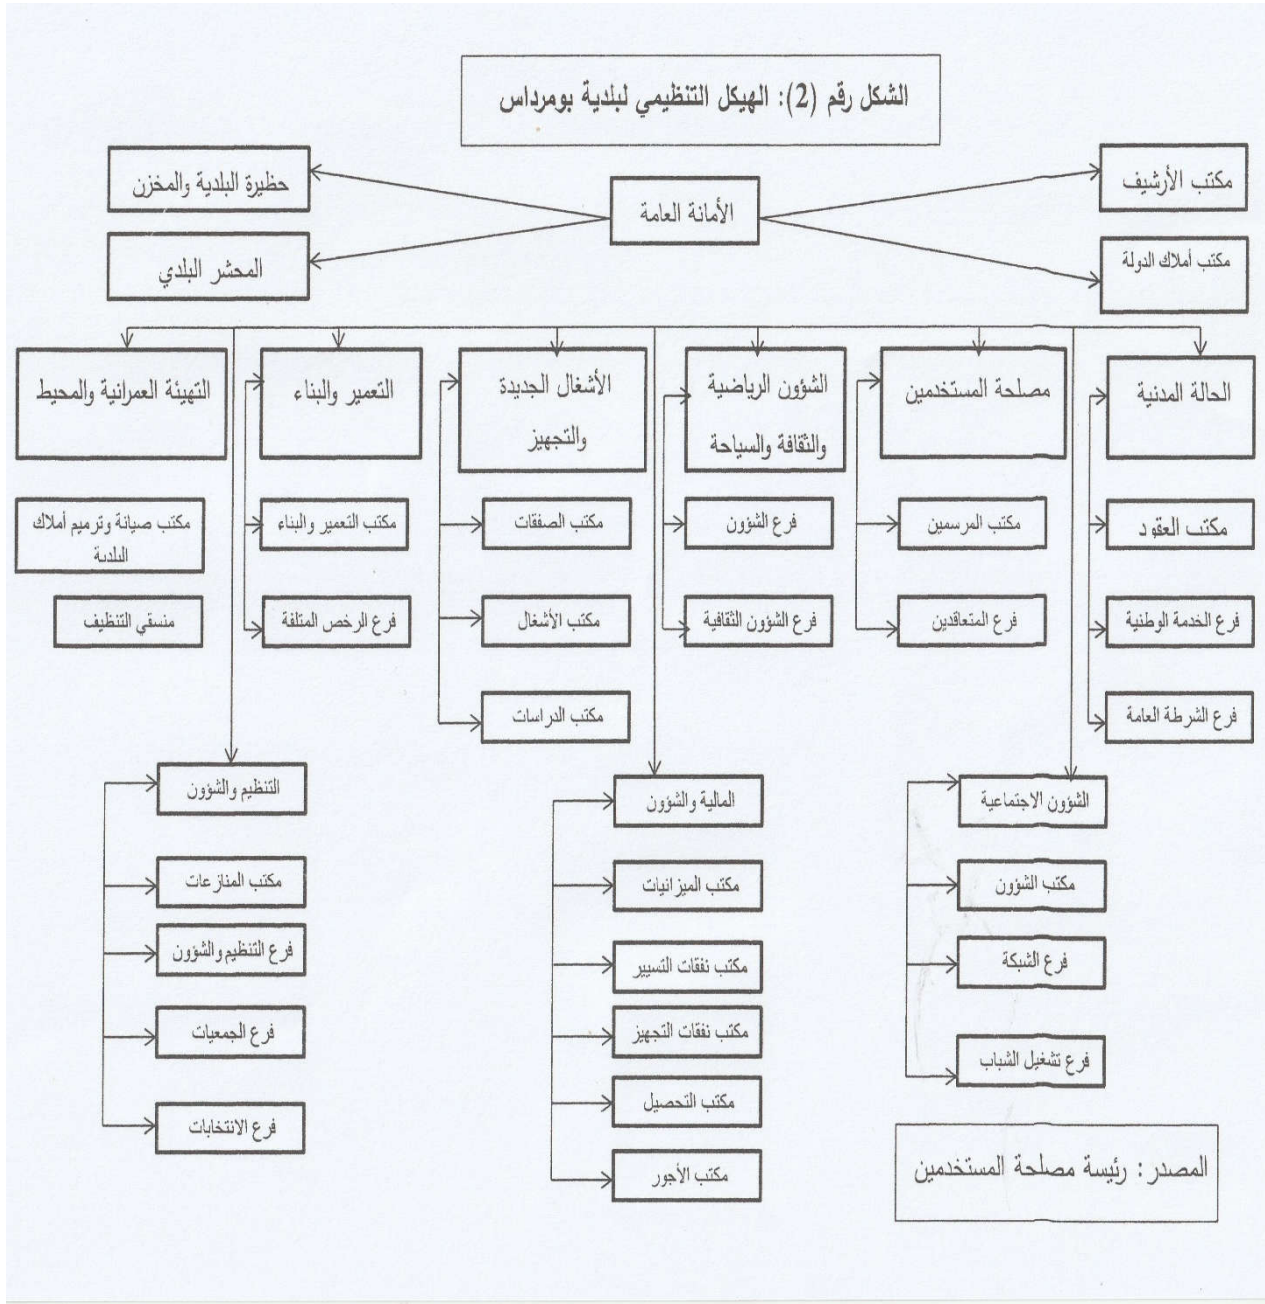 الشكل رقم (2): الهيكل التنظيمي لبلدية بومرداس
مكتب الأرشيف
الأمانة العامة
حظيرة البلدية والمخزن
مكتب أملاك الدولة
المحشر البلدي
الحالة المدنية
مصلحة المستخدمين
الشؤون الرياضية
والثقافة والسياحة
الأشغال الجديدة
والتجهيز
التعمير والبناء
التهيئة العمرانية والمحيط
مكتب العقود
مكتب المرسمين
فرع الشؤون
مكتب الصفقات
مكتب التعمير والبناء
مكتب صيانة وترميم أملاك
البلدية
فرع الخدمة الوطنية
فرع المتعاقدين
فرع الشؤون الثقافية
مكتب الأشغال
فرع الرخص المتلفة
منسقي التنظيف
فرع الشرطة العامة
مكتب الدراسات
الشؤون الاجتماعية
المالية والشؤون
التنظيم والشؤون
مكتب الشؤون
مكتب الميزانيات
مكتب المنازعات
فرع الشبكة
مكتب نفقات التسيير
فرع التنظيم والشؤون
فرع تشغيل الشباب
مكتب نفقات التجهيز
فرع الجمعيات
مكتب التحصيل
فرع الانتخابات
مكتب الأجور
المصدر: رئيسة مصلحة المستخدمين